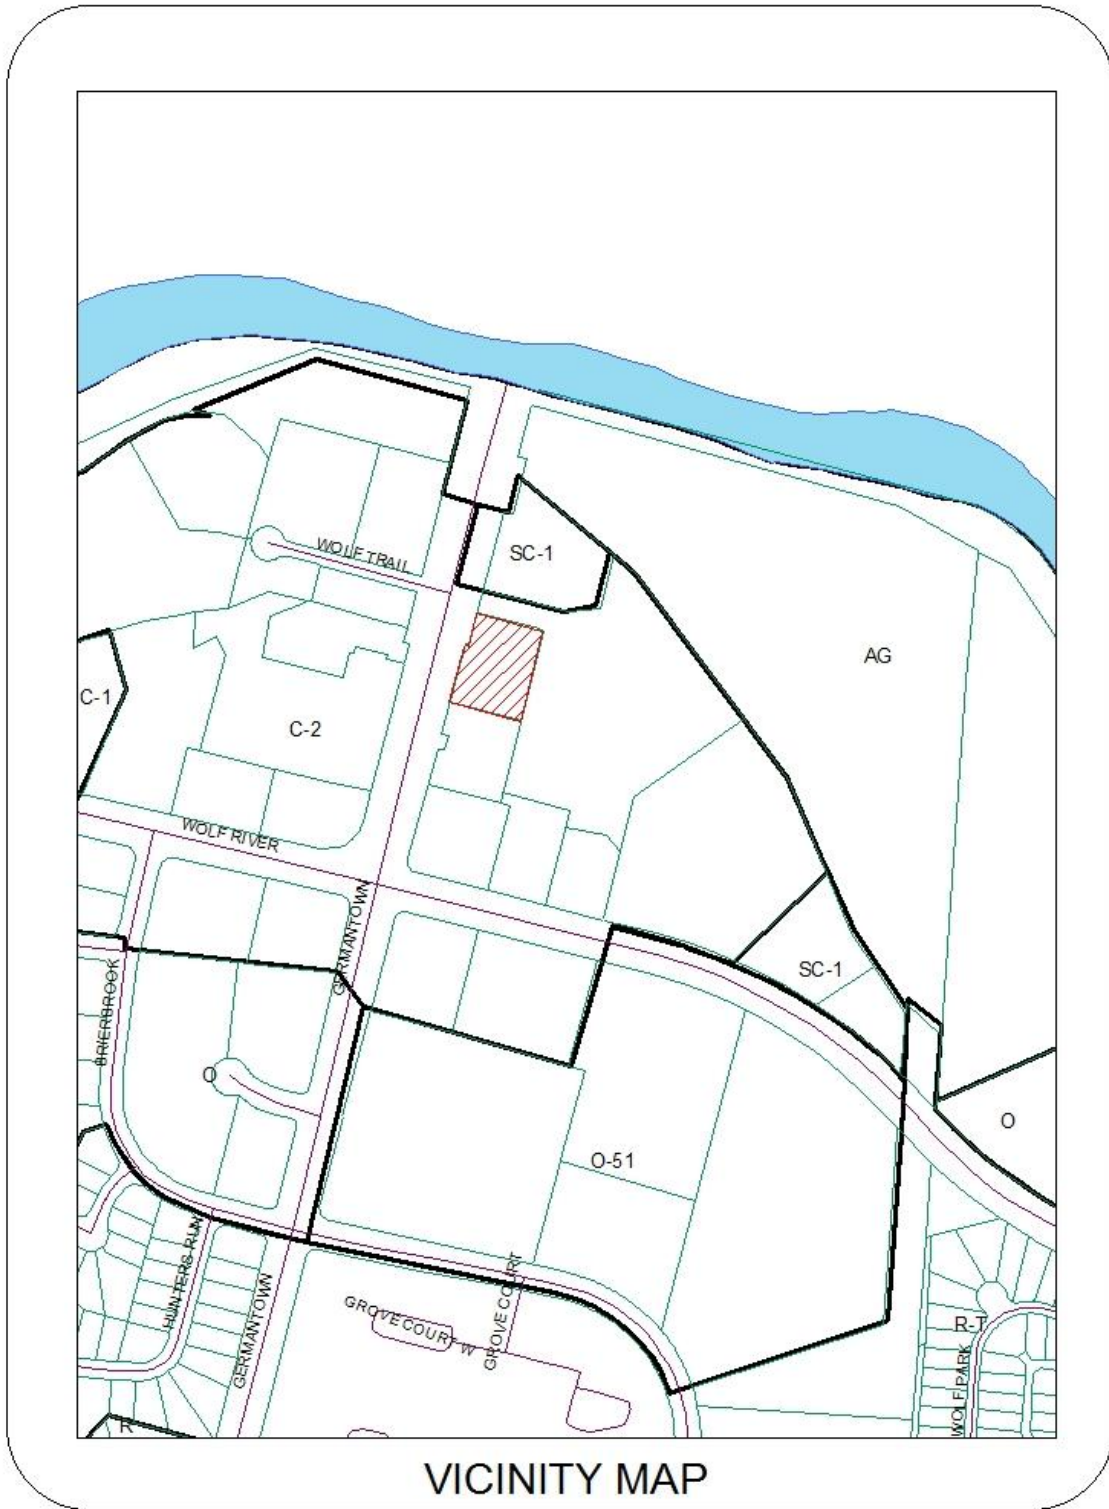 WOLF TRAIL
SC-1
AG
C-1
C-2
WOLF RIVER
GERMANTOWN
SC-1
BRIERBROOK
O
O
O-51
HUNTERS RUN
GERMANTOWN
GROVE COURT W
GROVE COURT
R-T
WOLF PARK
R
VICINITY MAP